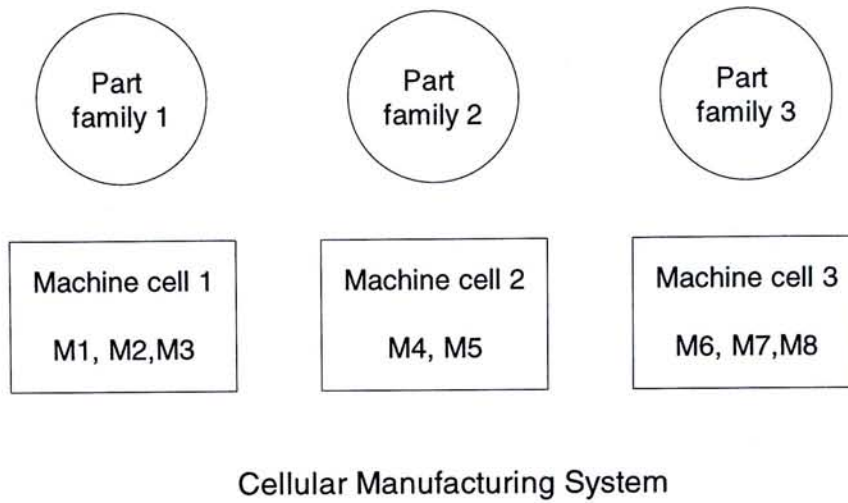 Part
family 1
Part
family 2
Part
family 3
Machine cell 1
M1, M2,M3
Machine cell 2
M4, M5
Machine cell 3
M6, M7,M8
Cellular Manufacturing System